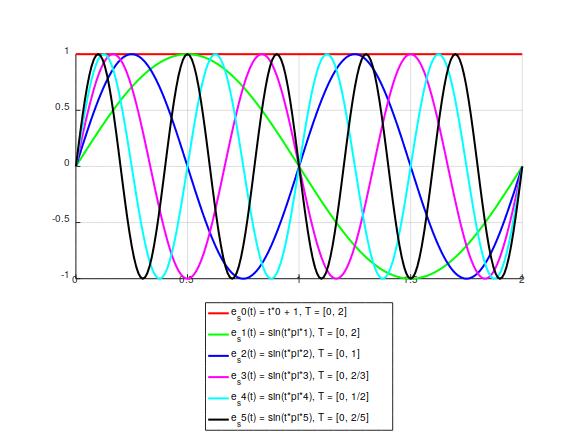 1
0.5
0
-0.5
-1
0 0.5 1 1.5 2
e_s0(t) = t*0 + 1, T = [0, 2]
e_s1(t) = sin(t*pi*1), T = [0, 2]
e_s2(t) = sin(t*pi*2), T = [0, 1]
e_s3(t) = sin(t*pi*3), T = [0, 2/3]
e_s4(t) = sin(t*pi*4), T = [0, 1/2]
e_s5(t) = sin(t*pi*5), T = [0, 2/5]